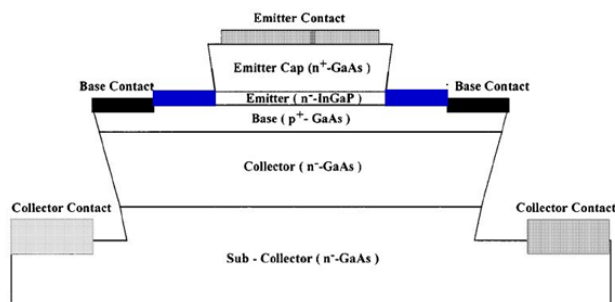 Emitter Contact
Emitter Cap (n⁺-GaAs)
Base Contact
Base Contact
Emitter ( n⁻-InGaP)
Base ( p⁺- GaAs)
Collector ( n⁻-GaAs)
Collector Contact
Collector Contact
Sub - Collector ( n⁻-GaAs)